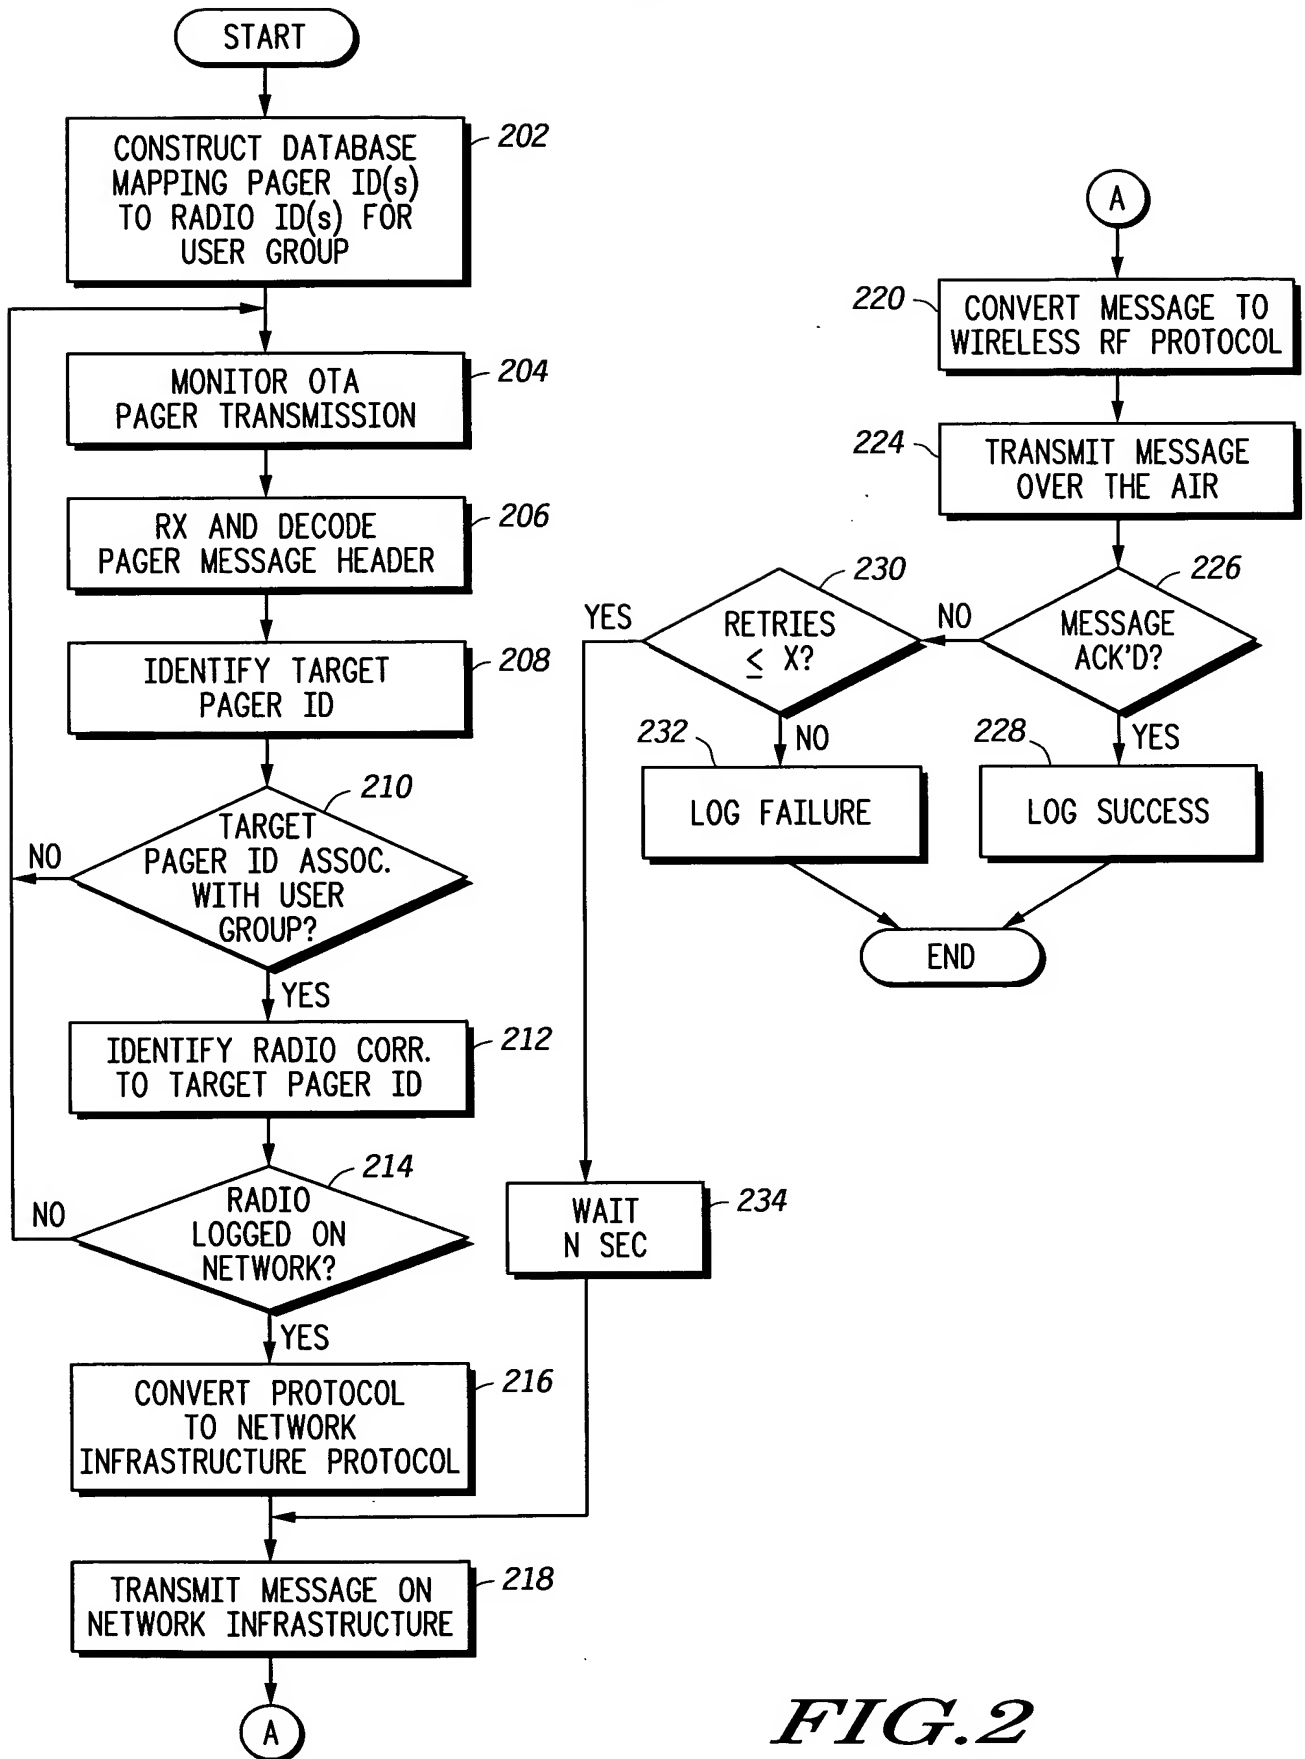 START
CONSTRUCT DATABASE
MAPPING PAGER ID(s)
TO RADIO ID(s) FOR
USER GROUP
202
MONITOR OTA
PAGER TRANSMISSION
204
RX AND DECODE
PAGER MESSAGE HEADER
206
IDENTIFY TARGET
PAGER ID
208
TARGET
PAGER ID ASSOC.
WITH USER
GROUP?
210
NO
YES
IDENTIFY RADIO CORR.
TO TARGET PAGER ID
212
RADIO
LOGGED ON
NETWORK?
214
NO
YES
CONVERT PROTOCOL
TO NETWORK
INFRASTRUCTURE PROTOCOL
216
TRANSMIT MESSAGE ON
NETWORK INFRASTRUCTURE
218
A
A
220
CONVERT MESSAGE TO
WIRELESS RF PROTOCOL
224
TRANSMIT MESSAGE
OVER THE AIR
226
MESSAGE
ACK'D?
NO
YES
230
RETRIES
≤ X?
YES
NO
232
LOG FAILURE
228
LOG SUCCESS
END
WAIT
N SEC
234
FIG.2